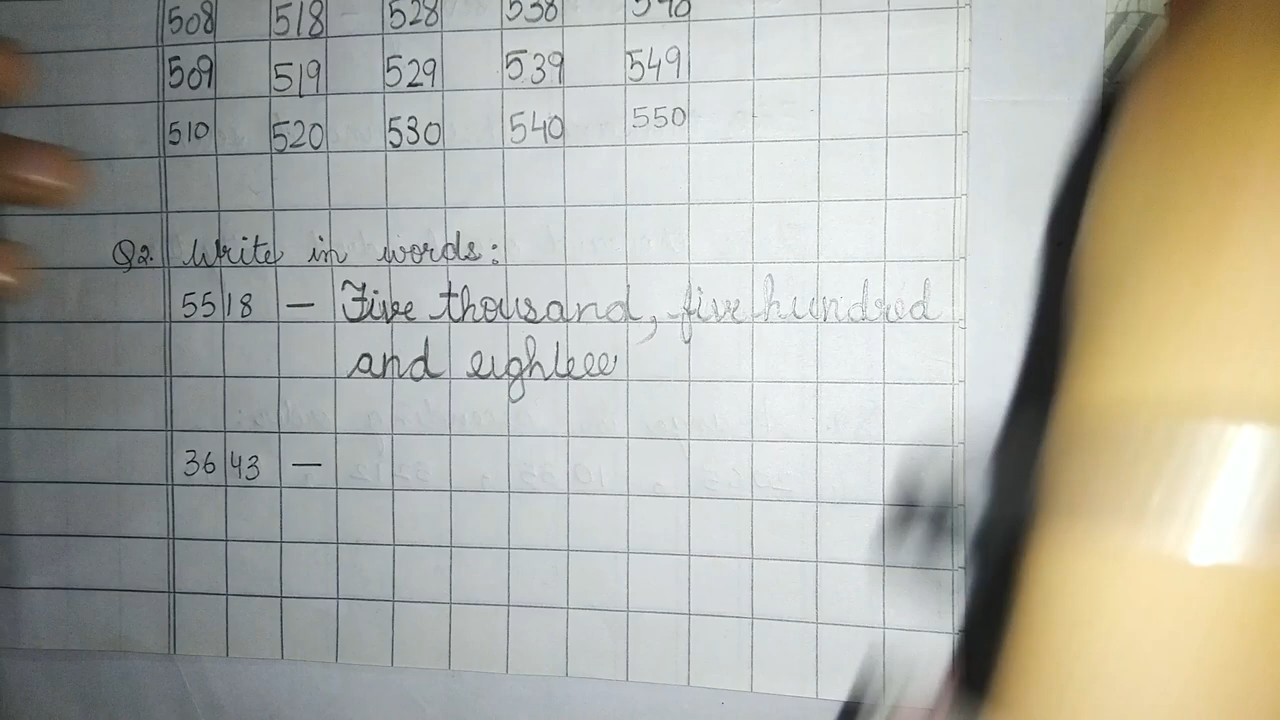 508 518 528 538
509 519 529 539 549
510 520 530 540 550
Q2. Write in words:
5518 — Five thousand, five hundred
and eighteen
3643 —